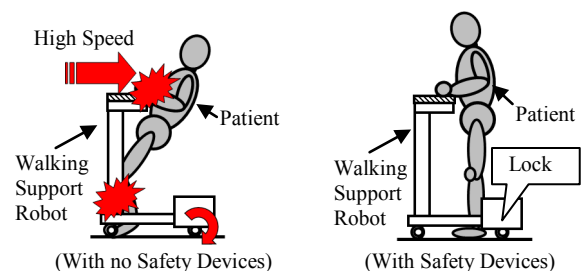 High Speed
Patient
Walking
Support
Robot
(With no Safety Devices)
Patient
Walking
Support
Robot
Lock
(With Safety Devices)